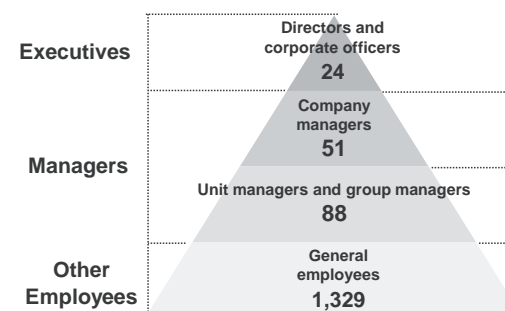 Directors and
corporate officers
Executives
24
Company
managers
51
Managers
Unit managers and group managers
88
General
employees
Other
Employees
1,329